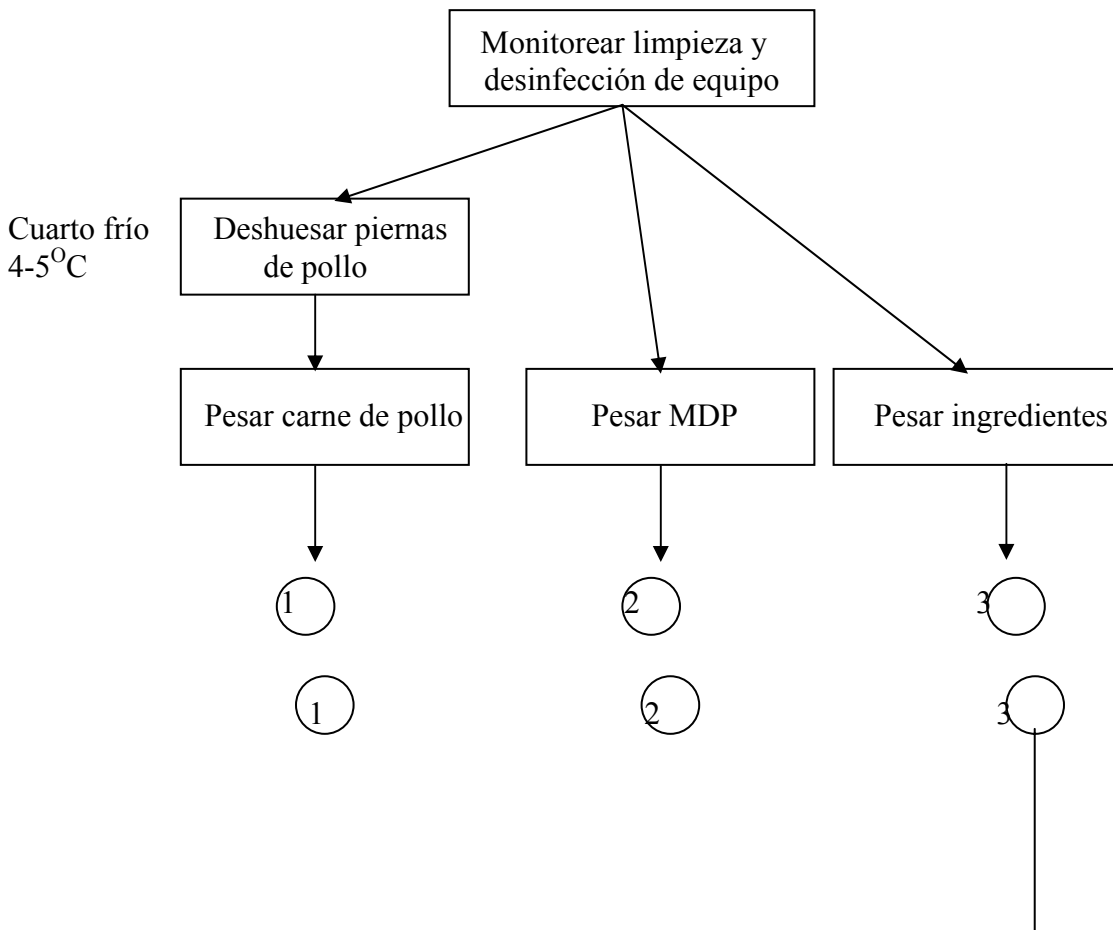 Monitorear limpieza y
desinfección de equipo
Cuarto frío
4-5ºC
Deshuesar piernas
de pollo
Pesar carne de pollo
Pesar MDP
Pesar ingredientes
1
2
3
1
2
3